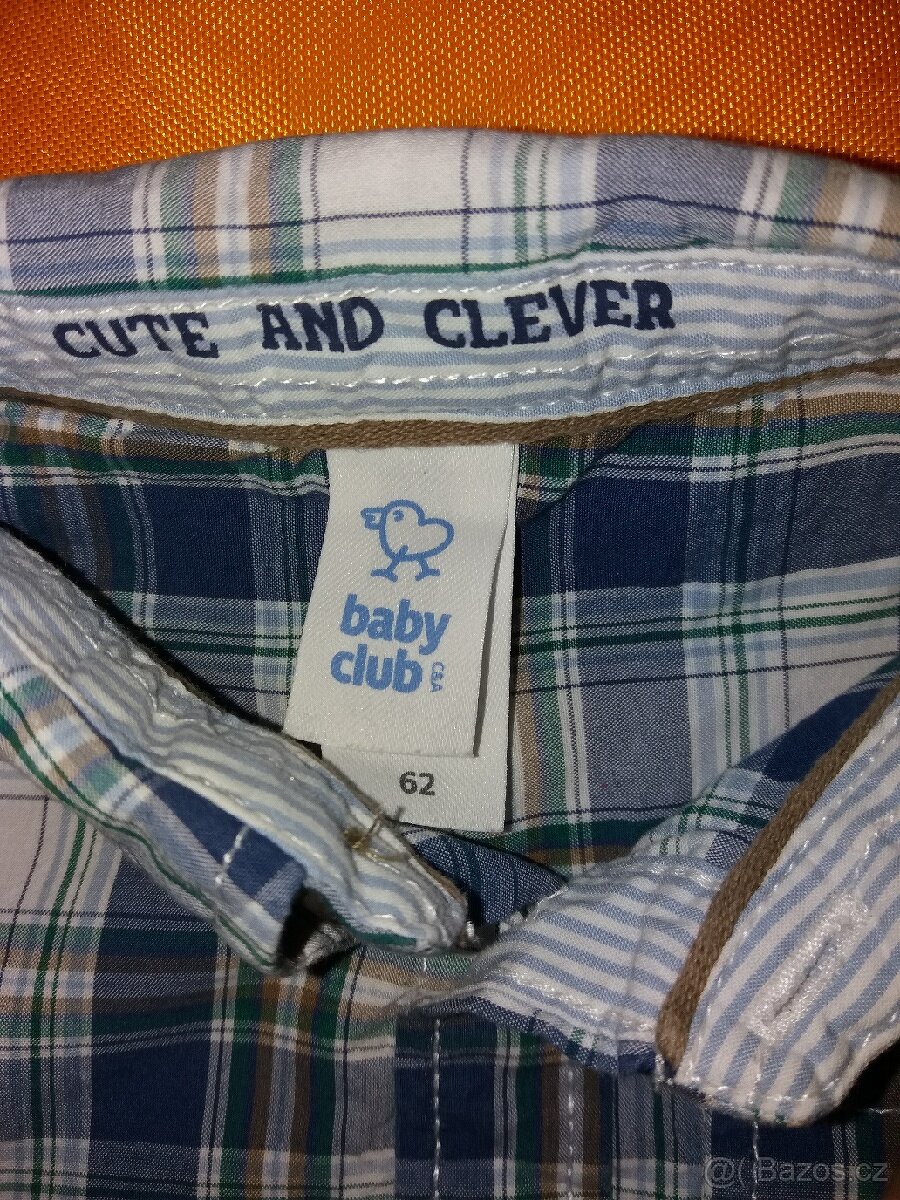 CUTE AND CLEVER
baby
club
C&A
62
@( Bazos.cz